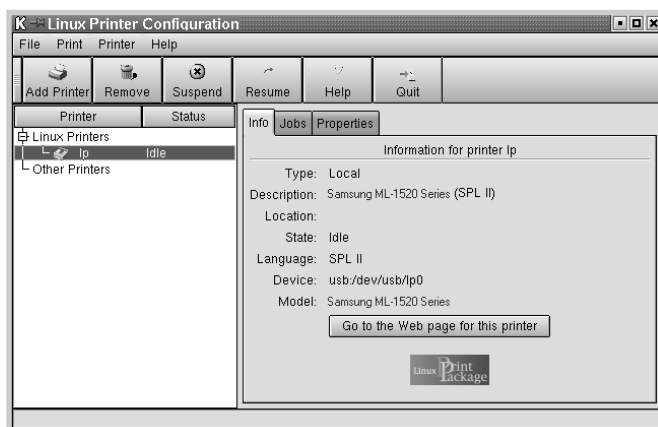 K Linux Printer Configuration
File Print Printer Help
Add Printer Remove Suspend Resume Help Quit
Printer Status
Linux Printers
lp Idle
Other Printers
Info Jobs Properties
Information for printer lp
Type: Local
Description: Samsung ML-1520 Series (SPL II)
Location:
State: Idle
Language: SPL II
Device: usb:/dev/usb/lp0
Model: Samsung ML-1520 Series
Go to the Web page for this printer
Linux Print
Package